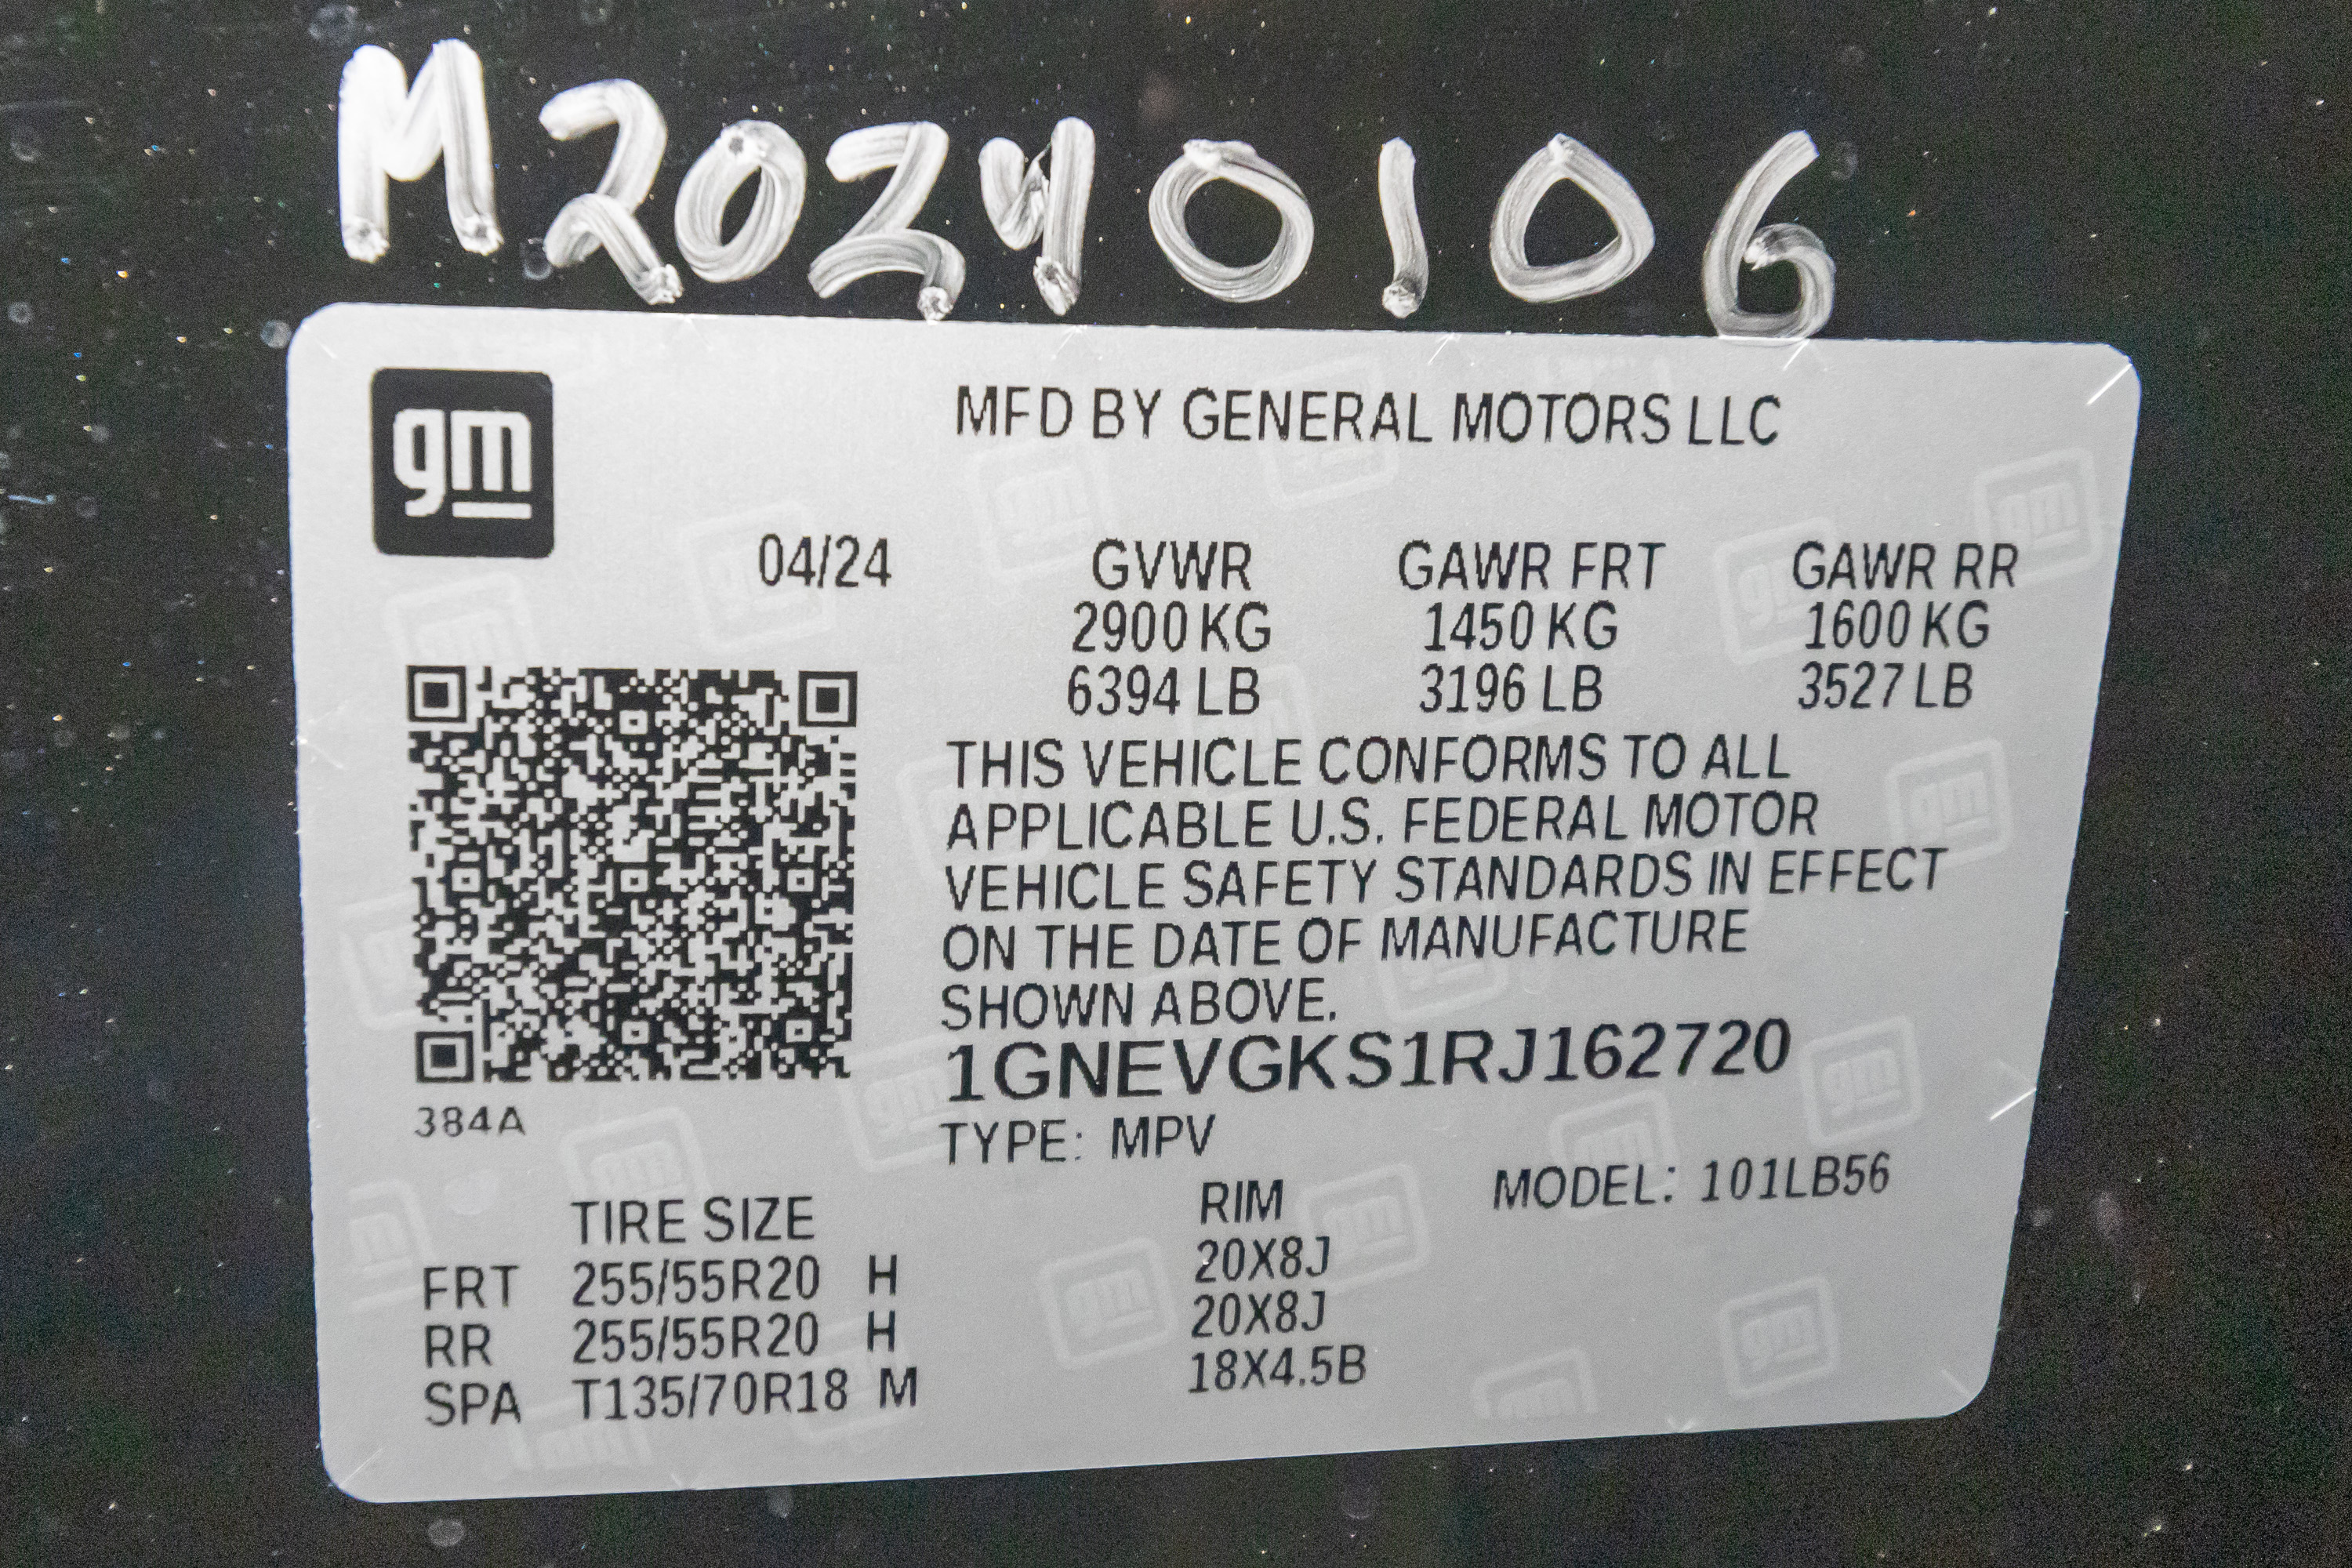 M20240106
gm
MFD BY GENERAL MOTORS LLC
04/24 GVWR GAWR FRT GAWR RR
2900 KG 1450 KG 1600 KG
6394 LB 3196 LB 3527 LB
THIS VEHICLE CONFORMS TO ALL
APPLICABLE U.S. FEDERAL MOTOR
VEHICLE SAFETY STANDARDS IN EFFECT
ON THE DATE OF MANUFACTURE
SHOWN ABOVE.
1GNEVGKS1RJ162720
384A
TYPE: MPV
MODEL: 101LB56
TIRE SIZE RIM
FRT 255/55R20 H 20X8J
RR 255/55R20 H 20X8J
SPA T135/70R18 M 18X4.5B